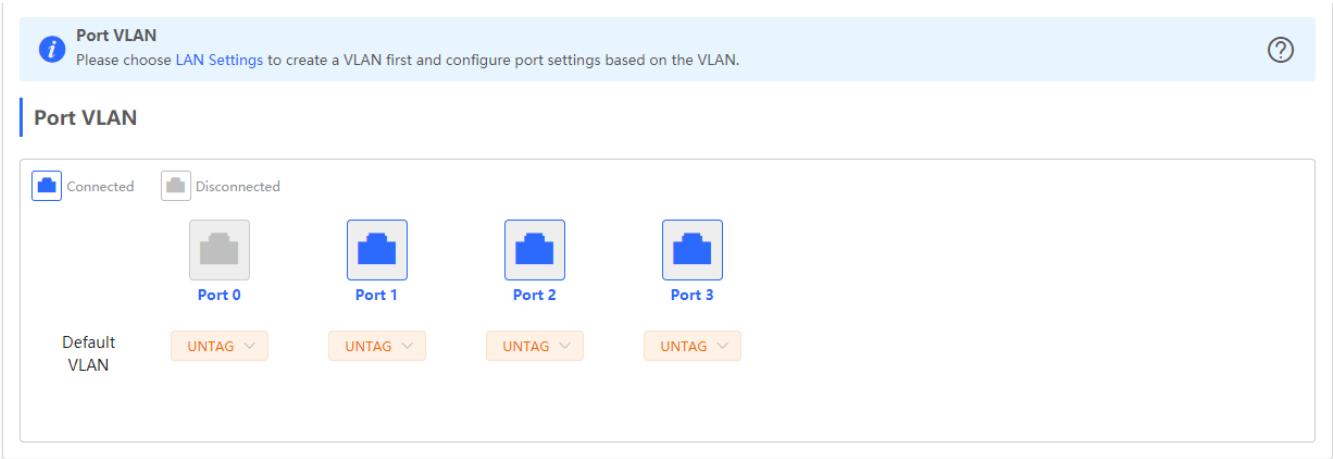 Port VLAN
Please choose LAN Settings to create a VLAN first and configure port settings based on the VLAN.
Port VLAN
Connected Disconnected
Port 0 Port 1 Port 2 Port 3
Default
VLAN
UNTAG UNTAG UNTAG UNTAG